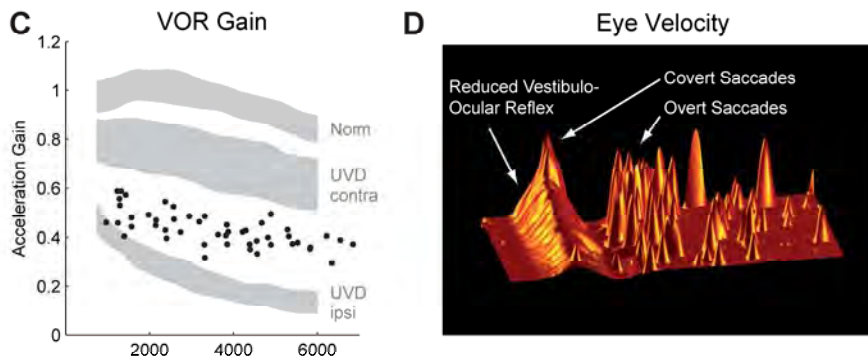 C
VOR Gain
1.2
1
0.8
0.6
0.4
0.2
0
2000
4000
6000
Acceleration Gain
Norm
UVD
contra
UVD
ipsi
D
Eye Velocity
Reduced Vestibulo-
Ocular Reflex
Covert Saccades
Overt Saccades